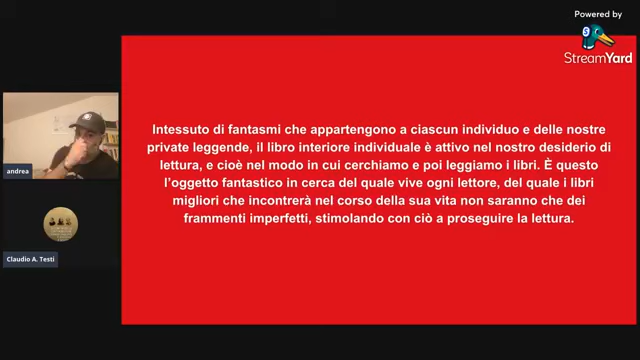 Powered by
StreamYard
Intessuto di fantasmi che appartengono a ciascun individuo e delle nostre
private leggende, il libro interiore individuale è attivo nel nostro desiderio di
lettura, e cioè nel modo in cui cerchiamo e poi leggiamo i libri. È questo
l'oggetto fantastico in cerca del quale vive ogni lettore, del quale i libri
migliori che incontrerà nel corso della sua vita non saranno che dei
frammenti imperfetti, stimolando con ciò a proseguire la lettura.
andrea
Claudio A. Testi